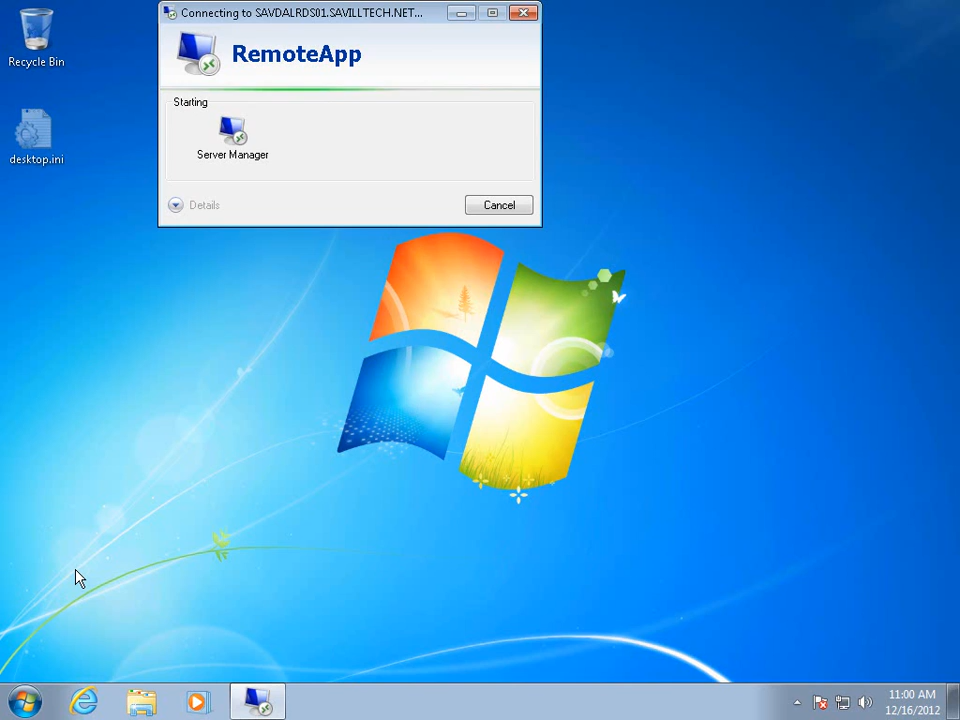 Recycle Bin
desktop.ini
Connecting to SAVDALRDS01.SAVILLTECH.NET...
RemoteApp
Starting
Server Manager
Details
Cancel
11:00 AM
12/16/2012